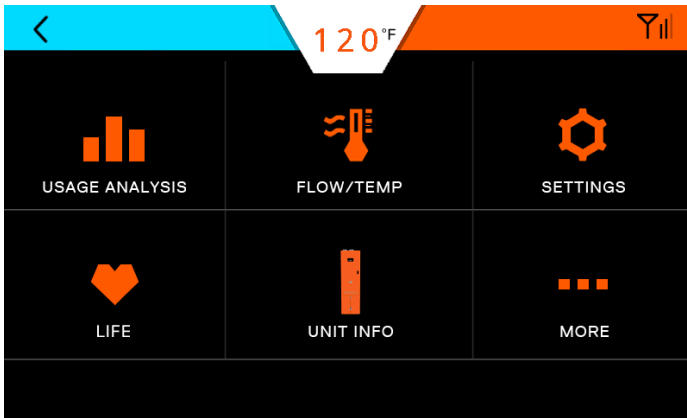 120°F
USAGE ANALYSIS
FLOW/TEMP
SETTINGS
LIFE
UNIT INFO
MORE